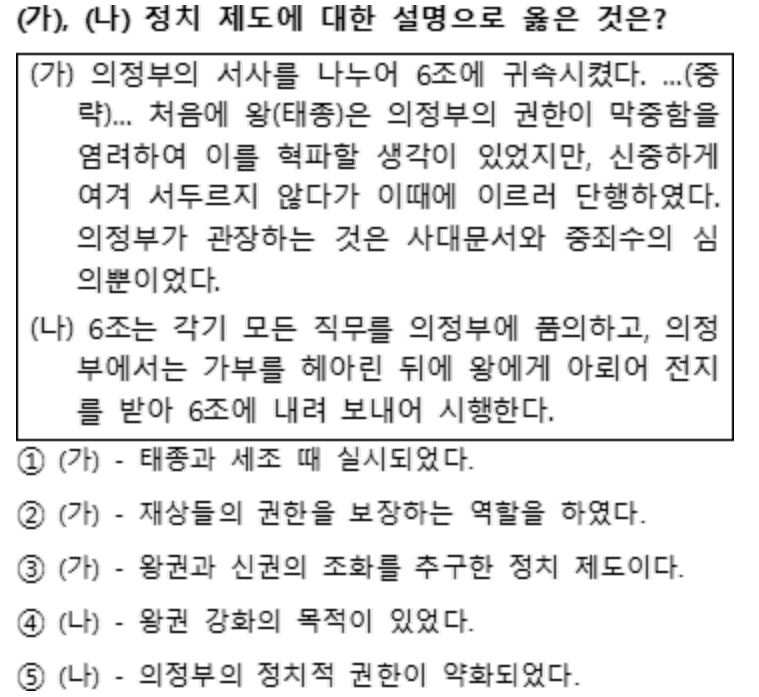 (가), (나) 정치 제도에 대한 설명으로 옳은 것은?
(가) 의정부의 서사를 나누어 6조에 귀속시켰다. ...(중
략)... 처음에 왕(태종)은 의정부의 권한이 막중함을
염려하여 이를 혁파할 생각이 있었지만, 신중하게
여겨 서두르지 않다가 이때에 이르러 단행하였다.
의정부가 관장하는 것은 사대문서와 중죄수의 심
의뿐이었다.
(나) 6조는 각기 모든 직무를 의정부에 품의하고, 의정
부에서는 가부를 헤아린 뒤에 왕에게 아뢰어 전지
를 받아 6조에 내려 보내어 시행한다.
① (가) - 태종과 세조 때 실시되었다.
② (가) - 재상들의 권한을 보장하는 역할을 하였다.
③ (가) - 왕권과 신권의 조화를 추구한 정치 제도이다.
④ (나) - 왕권 강화의 목적이 있었다.
⑤ (나) - 의정부의 정치적 권한이 약화되었다.